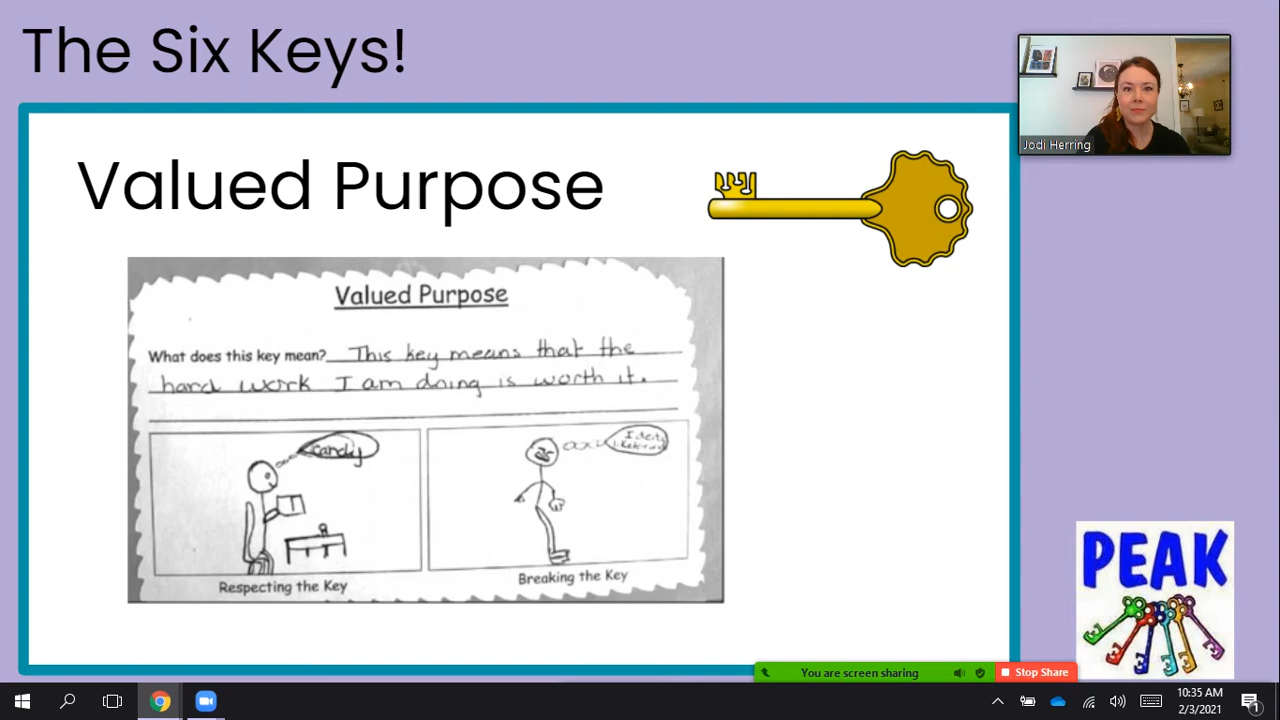 The Six Keys!
Jodi Herring
Valued Purpose
Valued Purpose
What does this key mean? This key means that the
hard work I am doing is worth it.
candy
Respecting the Key
Breaking the Key
PEAK
You are screen sharing
Stop Share
10:35 AM
2/3/2021
1